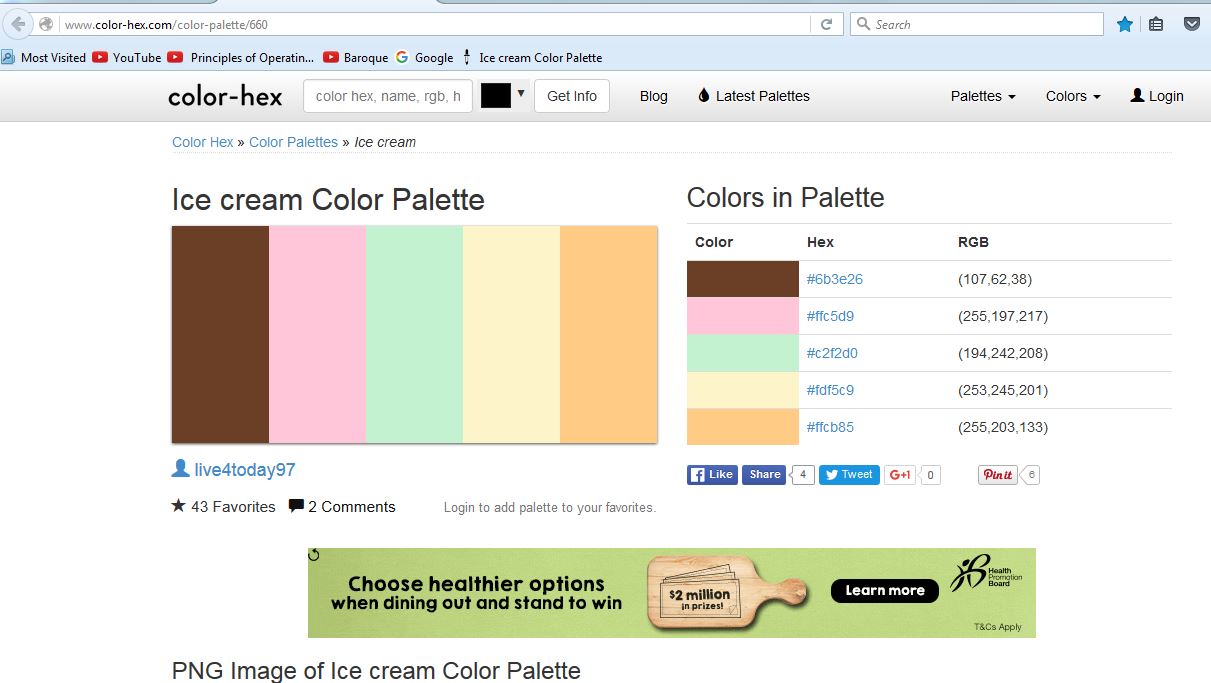 www.color-hex.com/color-palette/660
Search
Most Visited YouTube Principles of Operatin... Baroque Google Ice cream Color Palette
color-hex color hex, name, rgb, h Get Info Blog Latest Palettes Palettes Colors Login
Color Hex » Color Palettes » Ice cream
Ice cream Color Palette
live4today97
43 Favorites 2 Comments Login to add palette to your favorites.
Colors in Palette
Color Hex RGB
#6b3e26 (107,62,38)
#ffc5d9 (255,197,217)
#c2f2d0 (194,242,208)
#fdf5c9 (253,245,201)
#ffcb85 (255,203,133)
Like Share 4 Tweet G+1 0 Pin it 6
Choose healthier options
when dining out and stand to win
$2 million
in prizes!
Learn more
Health
Promotion
Board
T&Cs Apply
PNG Image of Ice cream Color Palette